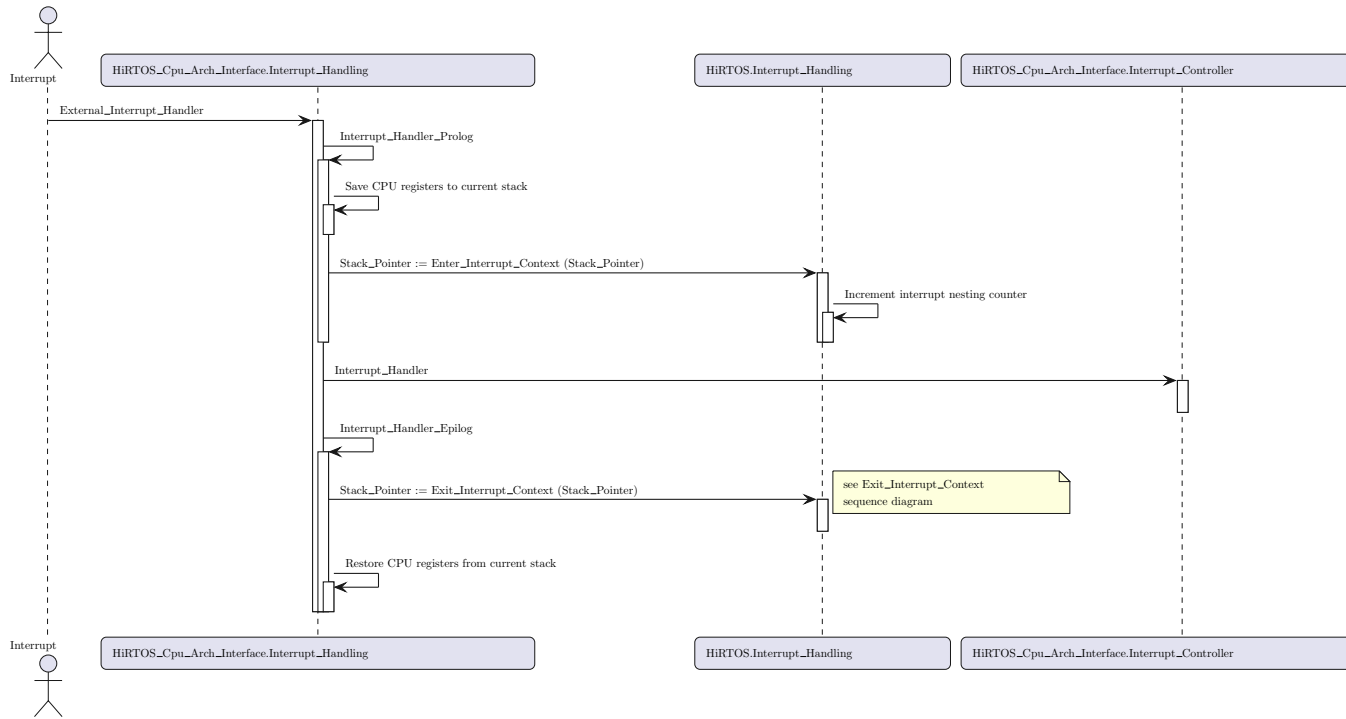 Interrupt
HiRTOS_Cpu_Arch_Interface.Interrupt_Handling
HiRTOS.Interrupt_Handling
HiRTOS_Cpu_Arch_Interface.Interrupt_Controller
External_Interrupt_Handler
Interrupt_Handler_Prolog
Save CPU registers to current stack
Stack_Pointer := Enter_Interrupt_Context (Stack_Pointer)
Increment interrupt nesting counter
Interrupt_Handler
Interrupt_Handler_Epilog
see Exit_Interrupt_Context
sequence diagram
Stack_Pointer := Exit_Interrupt_Context (Stack_Pointer)
Restore CPU registers from current stack
Interrupt
HiRTOS_Cpu_Arch_Interface.Interrupt_Handling
HiRTOS.Interrupt_Handling
HiRTOS_Cpu_Arch_Interface.Interrupt_Controller